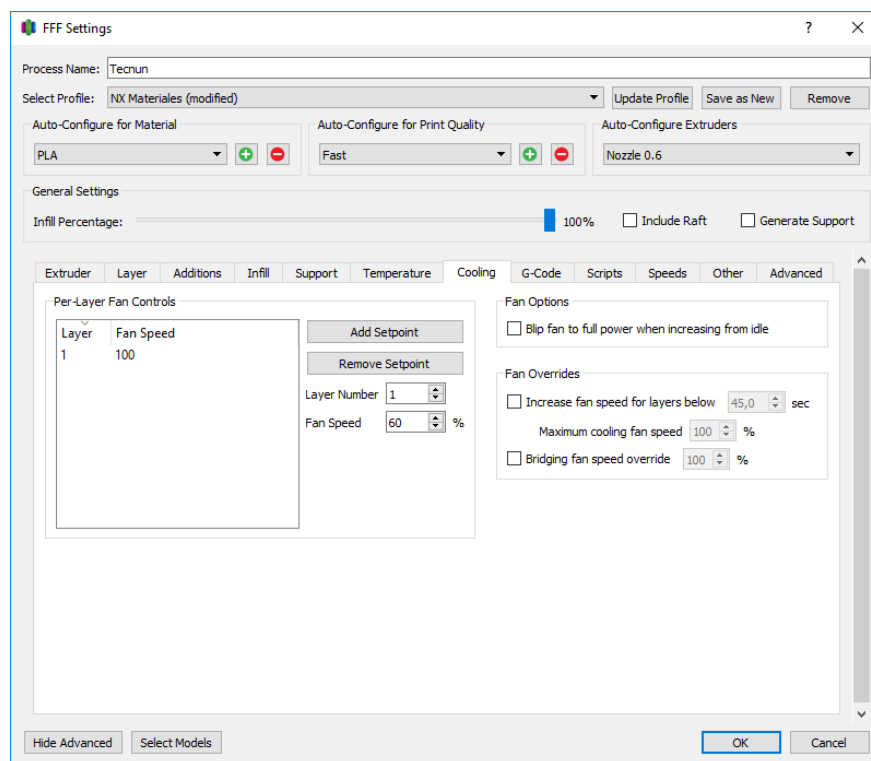 FFF Settings ?
Process Name: Tecnun
Select Profile: NX Materiales (modified) Update Profile Save as New Remove
Auto-Configure for Material Auto-Configure for Print Quality Auto-Configure Extruders
PLA Fast Nozzle 0.6
General Settings
Infill Percentage: 100% Include Raft Generate Support
Extruder Layer Additions Infill Support Temperature Cooling G-Code Scripts Speeds Other Advanced
Per-Layer Fan Controls
Layer Fan Speed
1 100
Add Setpoint
Remove Setpoint
Layer Number 1
Fan Speed 60 %
Fan Options
Blip fan to full power when increasing from idle
Fan Overrides
Increase fan speed for layers below 45,0 sec
Maximum cooling fan speed 100 %
Bridging fan speed override 100 %
Hide Advanced Select Models OK Cancel